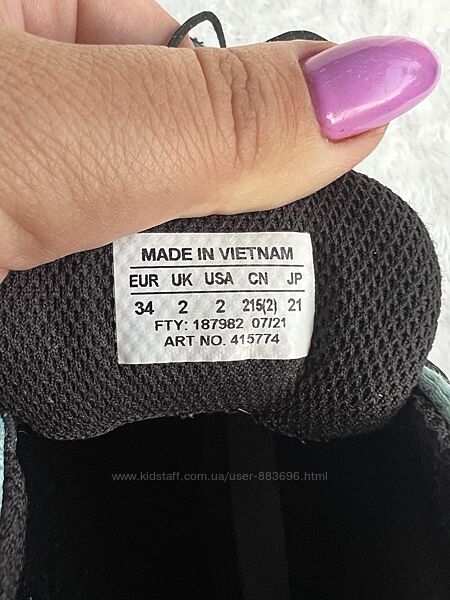 MADE IN VIETNAM
EUR UK USA CN JP
34 2 2 215(2) 21
FTY: 187982 07/21
ART NO. 415774
www.kidstaff.com.ua/user-883696.html